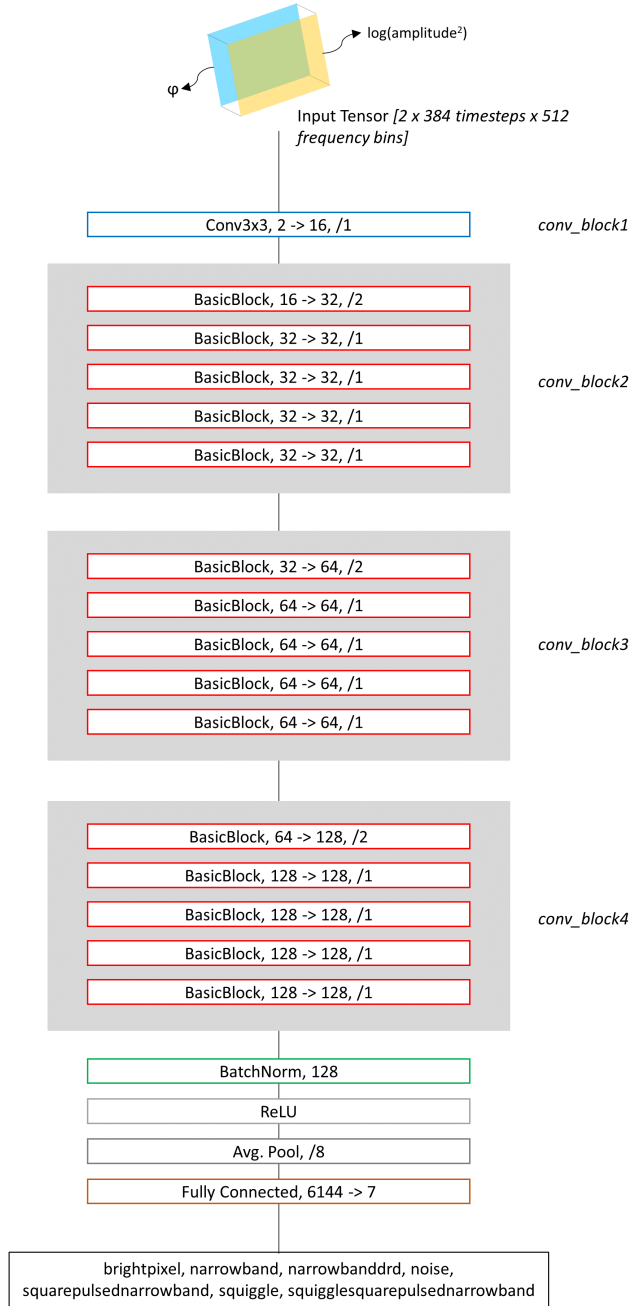 log(amplitude²)
φ
Input Tensor [2 x 384 timesteps x 512
frequency bins]
Conv3x3, 2 -> 16, /1
conv_block1
BasicBlock, 16 -> 32, /2
BasicBlock, 32 -> 32, /1
BasicBlock, 32 -> 32, /1
conv_block2
BasicBlock, 32 -> 32, /1
BasicBlock, 32 -> 32, /1
BasicBlock, 32 -> 64, /2
BasicBlock, 64 -> 64, /1
BasicBlock, 64 -> 64, /1
conv_block3
BasicBlock, 64 -> 64, /1
BasicBlock, 64 -> 64, /1
BasicBlock, 64 -> 128, /2
BasicBlock, 128 -> 128, /1
BasicBlock, 128 -> 128, /1
conv_block4
BasicBlock, 128 -> 128, /1
BasicBlock, 128 -> 128, /1
BatchNorm, 128
ReLU
Avg. Pool, /8
Fully Connected, 6144 -> 7
brightpixel, narrowband, narrowbanddrd, noise,
squarepulsednarrowband, squiggle, squigglesquarepulsednarrowband